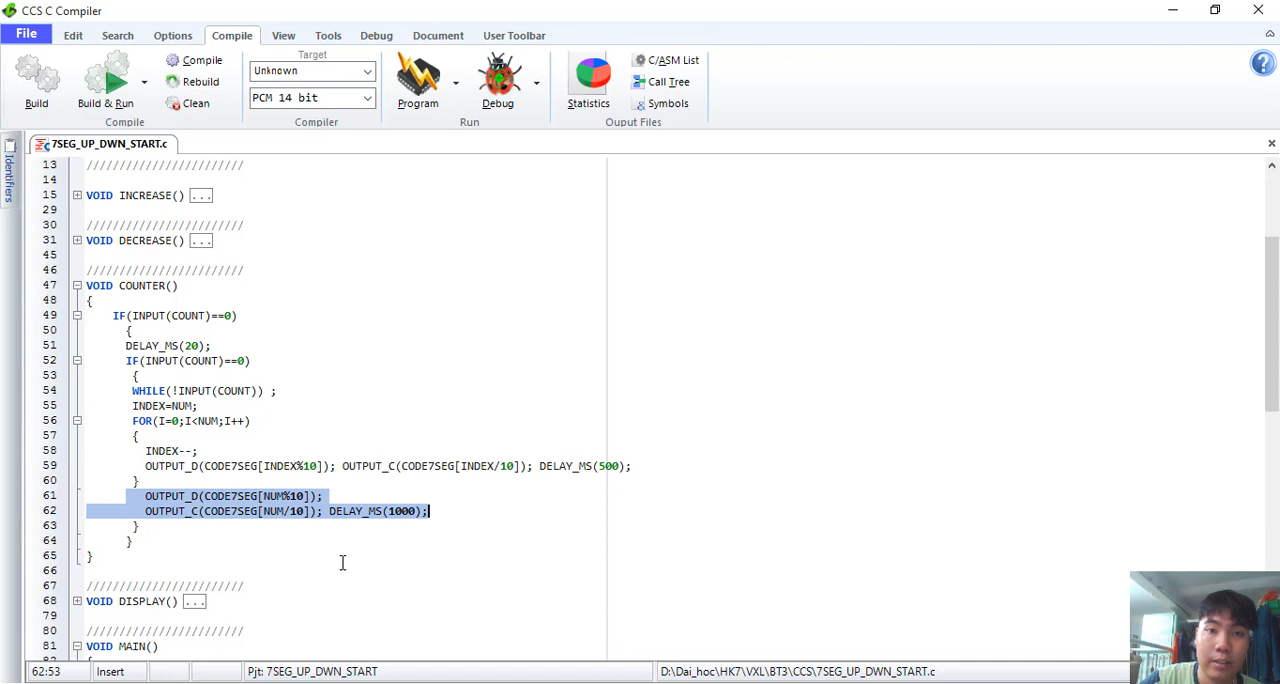 CCS C Compiler
File Edit Search Options Compile View Tools Debug Document User Toolbar
Build
Build & Run
Compile
Rebuild
Clean
Compile
Target
Unknown
PCM 14 bit
Compiler
Program
Debug
Run
Statistics
C/ASM List
Call Tree
Symbols
Ouput Files
Identifiers
7SEG_UP_DWN_START.c
13 ////////////////////////
14
15 VOID INCREASE() ...
29
30 ////////////////////////
31 VOID DECREASE() ...
45
46 ////////////////////////
47 VOID COUNTER()
48 {
49 IF(INPUT(COUNT)==0)
50 {
51 DELAY_MS(20);
52 IF(INPUT(COUNT)==0)
53 {
54 WHILE(!INPUT(COUNT)) ;
55 INDEX=NUM;
56 FOR(I=0;I<NUM;I++)
57 {
58 INDEX--;
59 OUTPUT_D(CODE7SEG[INDEX%10]); OUTPUT_C(CODE7SEG[INDEX/10]); DELAY_MS(500);
60 }
61 OUTPUT_D(CODE7SEG[NUM%10]);
62 OUTPUT_C(CODE7SEG[NUM/10]); DELAY_MS(1000);
63 }
64 }
65 }
66
67 ////////////////////////
68 VOID DISPLAY() ...
79
80 ////////////////////////
81 VOID MAIN()
62:53 Insert Pjt: 7SEG_UP_DWN_START D:\Dai_hoc\HK7\VXL\BT3\CCS\7SEG_UP_DWN_START.c